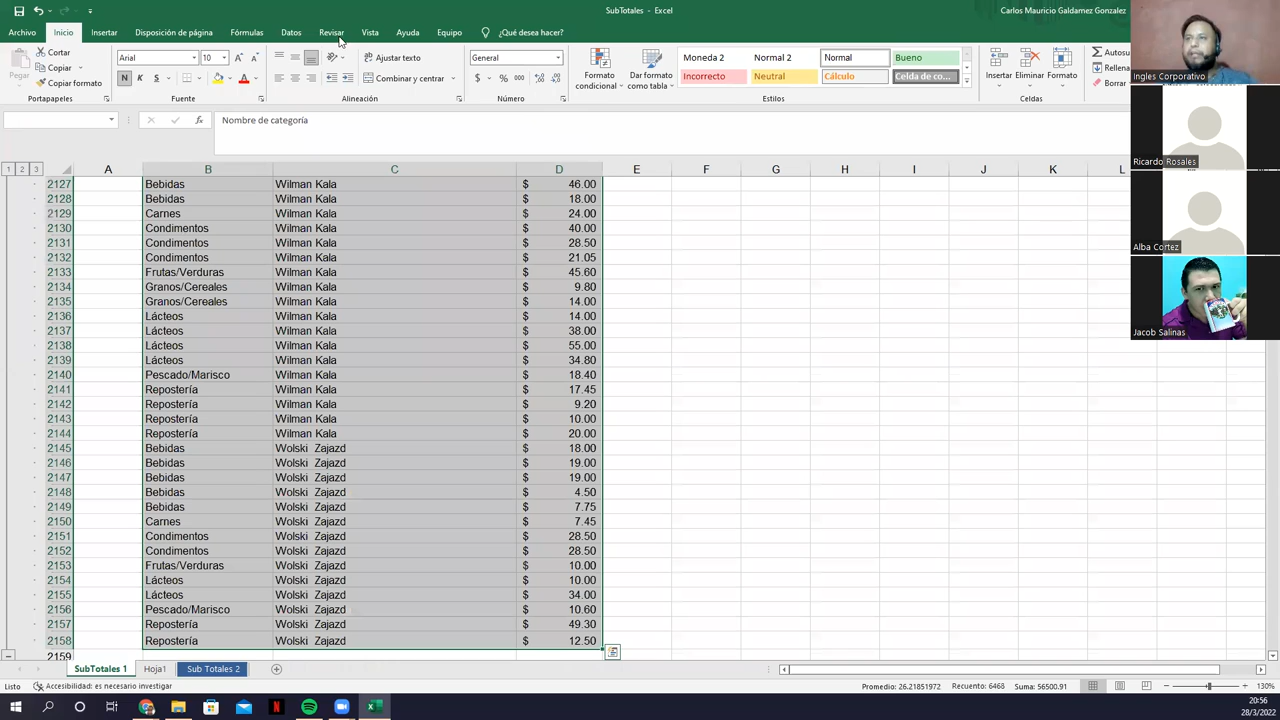 SubTotales - Excel
Carlos Mauricio Galdamez Gonzalez
Archivo Inicio Insertar Disposición de página Fórmulas Datos Revisar Vista Ayuda Equipo ¿Qué desea hacer?
Pegar
Cortar
Copiar
Copiar formato
Portapapeles
Arial 10
N K S
Fuente
Ajustar texto
Combinar y centrar
Alineación
General
$ % 000
Número
Formato condicional
Dar formato como tabla
Moneda 2 Normal 2 Normal Bueno
Incorrecto Neutral Cálculo Celda de co...
Estilos
Insertar Eliminar Formato
Celdas
Autosu
Rellena
Borrar
Ingles Corporativo
Ricardo Rosales
Alba Cortez
Jacob Salinas
fx Nombre de categoría
1 2 3
A B C D E F G H I J K L
2127 Bebidas Wilman Kala $ 46.00
2128 Bebidas Wilman Kala $ 18.00
2129 Carnes Wilman Kala $ 24.00
2130 Condimentos Wilman Kala $ 40.00
2131 Condimentos Wilman Kala $ 28.50
2132 Condimentos Wilman Kala $ 21.05
2133 Frutas/Verduras Wilman Kala $ 45.60
2134 Granos/Cereales Wilman Kala $ 9.80
2135 Granos/Cereales Wilman Kala $ 14.00
2136 Lácteos Wilman Kala $ 14.00
2137 Lácteos Wilman Kala $ 38.00
2138 Lácteos Wilman Kala $ 55.00
2139 Lácteos Wilman Kala $ 34.80
2140 Pescado/Marisco Wilman Kala $ 18.40
2141 Repostería Wilman Kala $ 17.45
2142 Repostería Wilman Kala $ 9.20
2143 Repostería Wilman Kala $ 10.00
2144 Repostería Wilman Kala $ 20.00
2145 Bebidas Wolski Zajazd $ 18.00
2146 Bebidas Wolski Zajazd $ 19.00
2147 Bebidas Wolski Zajazd $ 19.00
2148 Bebidas Wolski Zajazd $ 4.50
2149 Bebidas Wolski Zajazd $ 7.75
2150 Carnes Wolski Zajazd $ 7.45
2151 Condimentos Wolski Zajazd $ 28.50
2152 Condimentos Wolski Zajazd $ 28.50
2153 Frutas/Verduras Wolski Zajazd $ 10.00
2154 Lácteos Wolski Zajazd $ 10.00
2155 Lácteos Wolski Zajazd $ 34.00
2156 Pescado/Marisco Wolski Zajazd $ 10.60
2157 Repostería Wolski Zajazd $ 49.30
2158 Repostería Wolski Zajazd $ 12.50
2159
SubTotales 1 Hoja1 Sub Totales 2
Listo Accesibilidad: es necesario investigar Promedio: 26.21851972 Recuento: 6468 Suma: 56500.91 130%
20:56
28/3/2022